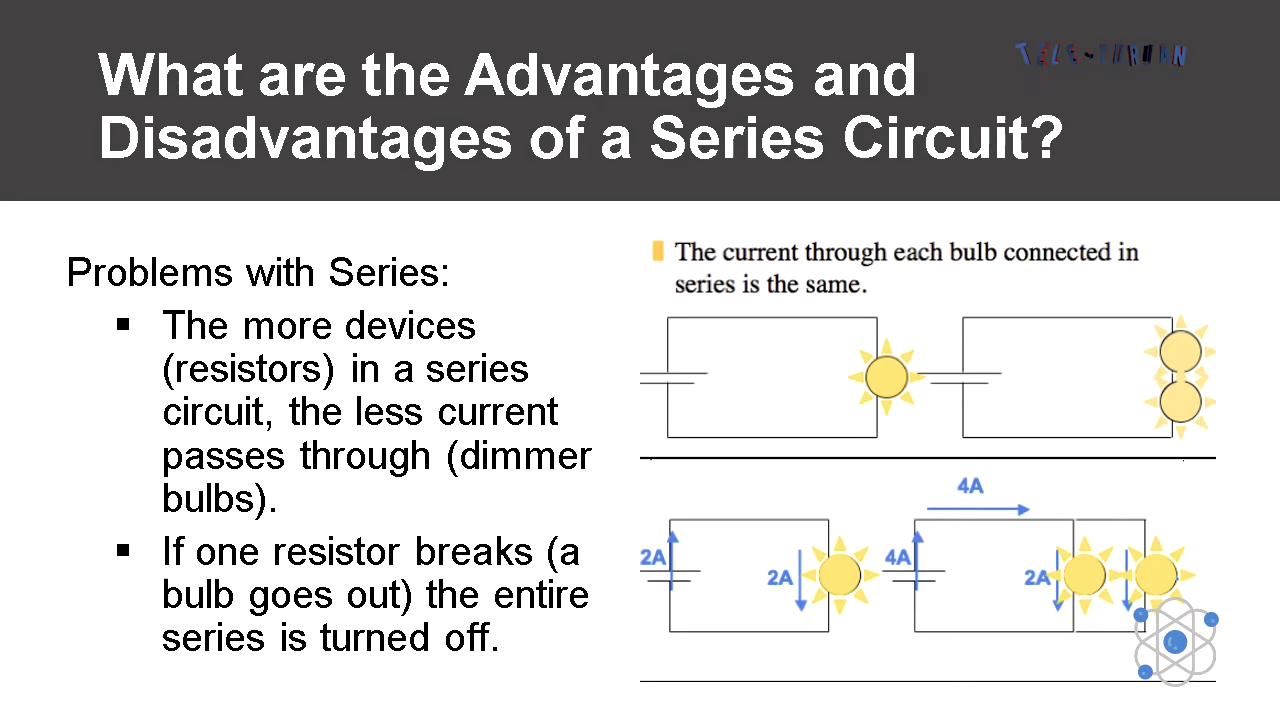 What are the Advantages and
Disadvantages of a Series Circuit?
TELE-TURMAN
Problems with Series:
▪ The more devices
(resistors) in a series
circuit, the less current
passes through (dimmer
bulbs).
▪ If one resistor breaks (a
bulb goes out) the entire
series is turned off.
The current through each bulb connected in
series is the same.
4A
2A
2A
4A
2A